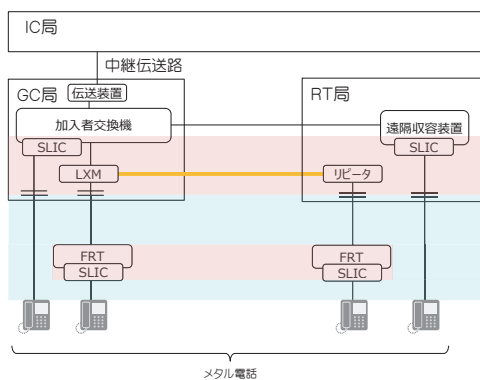 IC局
中継伝送路
GC局
伝送装置
RT局
加入者交換機
遠隔収容装置
SLIC
SLIC
LXM
リピータ
FRT
SLIC
FRT
SLIC
メタル電話